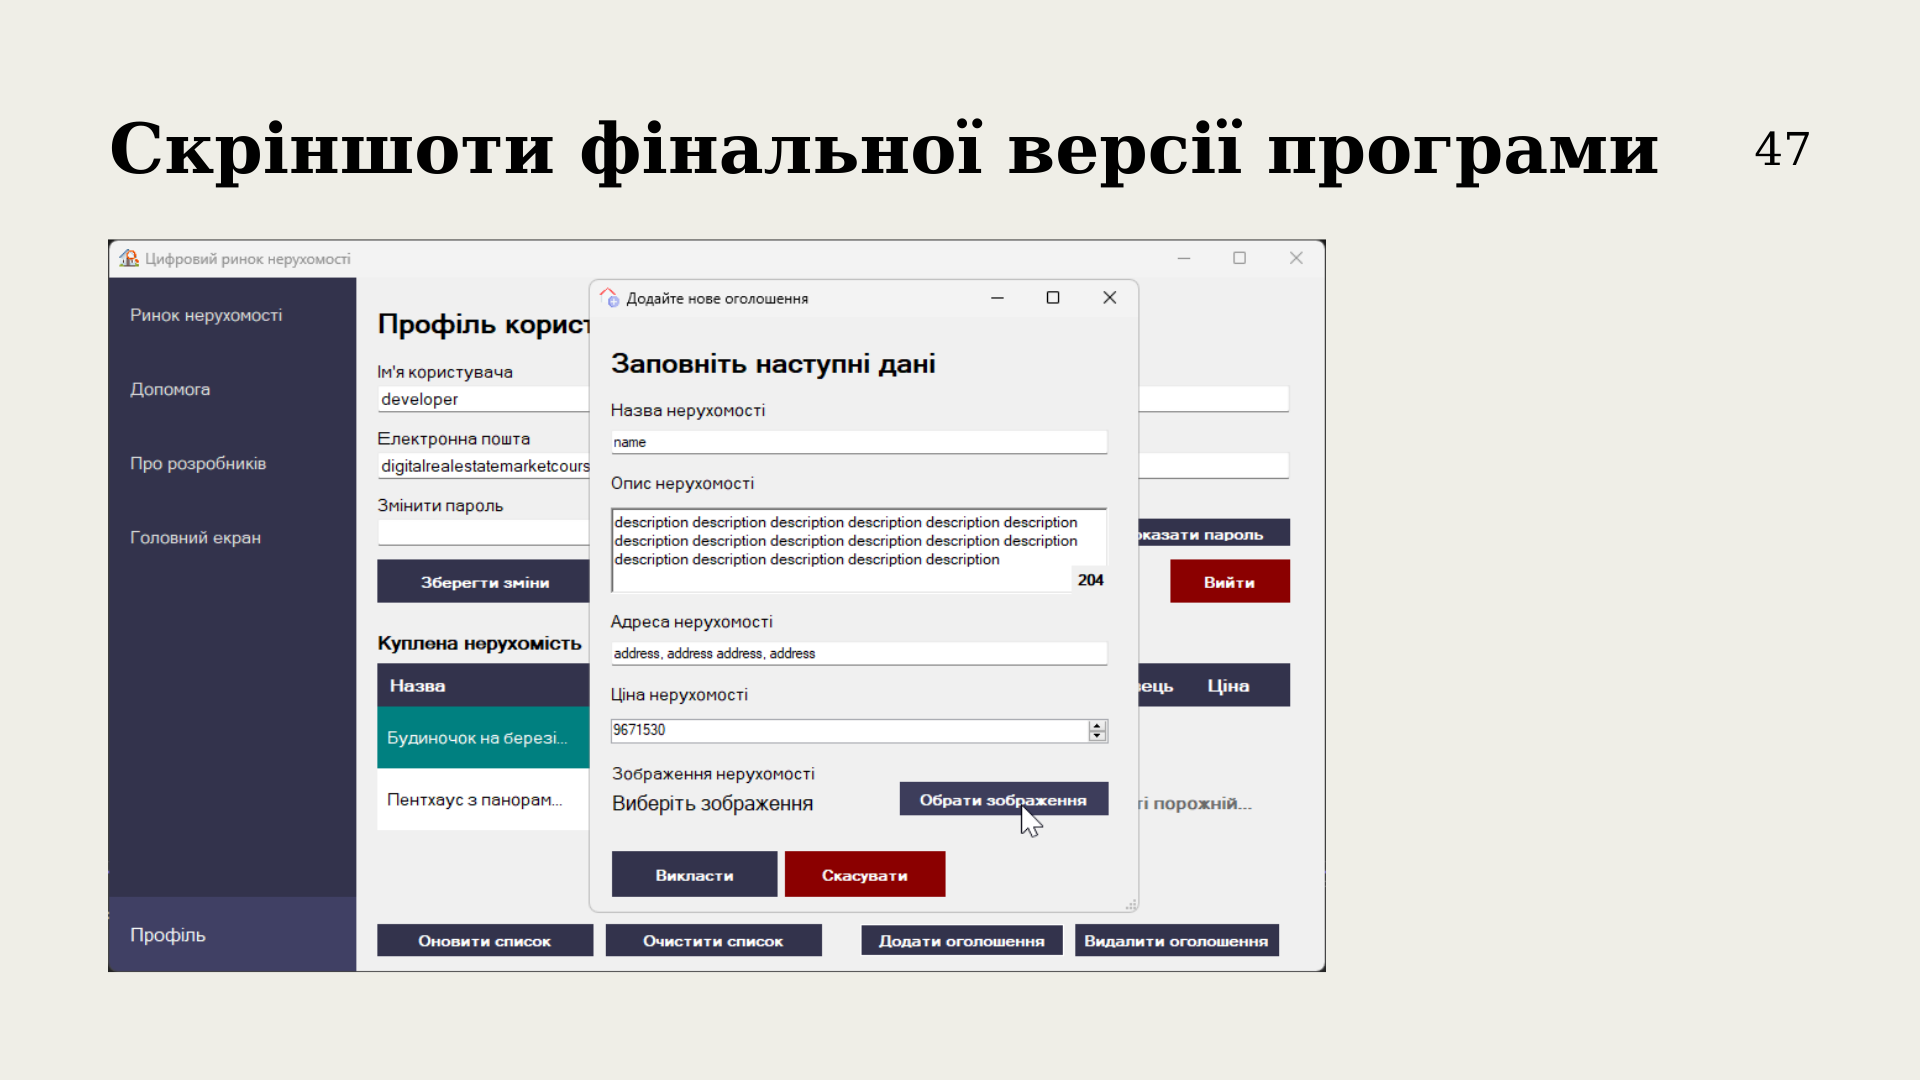 Скріншоти фінальної версії програми
47
Цифровий ринок нерухомості
Ринок нерухомості
Допомога
Про розробників
Головний екран
Профіль
Профіль корист
Ім'я користувача
developer
Електронна пошта
digitalrealestatemarketcours
Змінити пароль
оказати пароль
Зберегти зміни
Вийти
Куплена нерухомість
Назва
вець
Ціна
Будиночок на березі...
Пентхаус з панорам...
ті порожній...
Оновити список
Очистити список
Додати оголошення
Видалити оголошення
Додайте нове оголошення
Заповніть наступні дані
Назва нерухомості
name
Опис нерухомості
description description description description description description
description description description description description description
description description description description description
204
Адреса нерухомості
address, address address, address
Ціна нерухомості
9671530
Зображення нерухомості
Виберіть зображення
Обрати зображення
Викласти
Скасувати